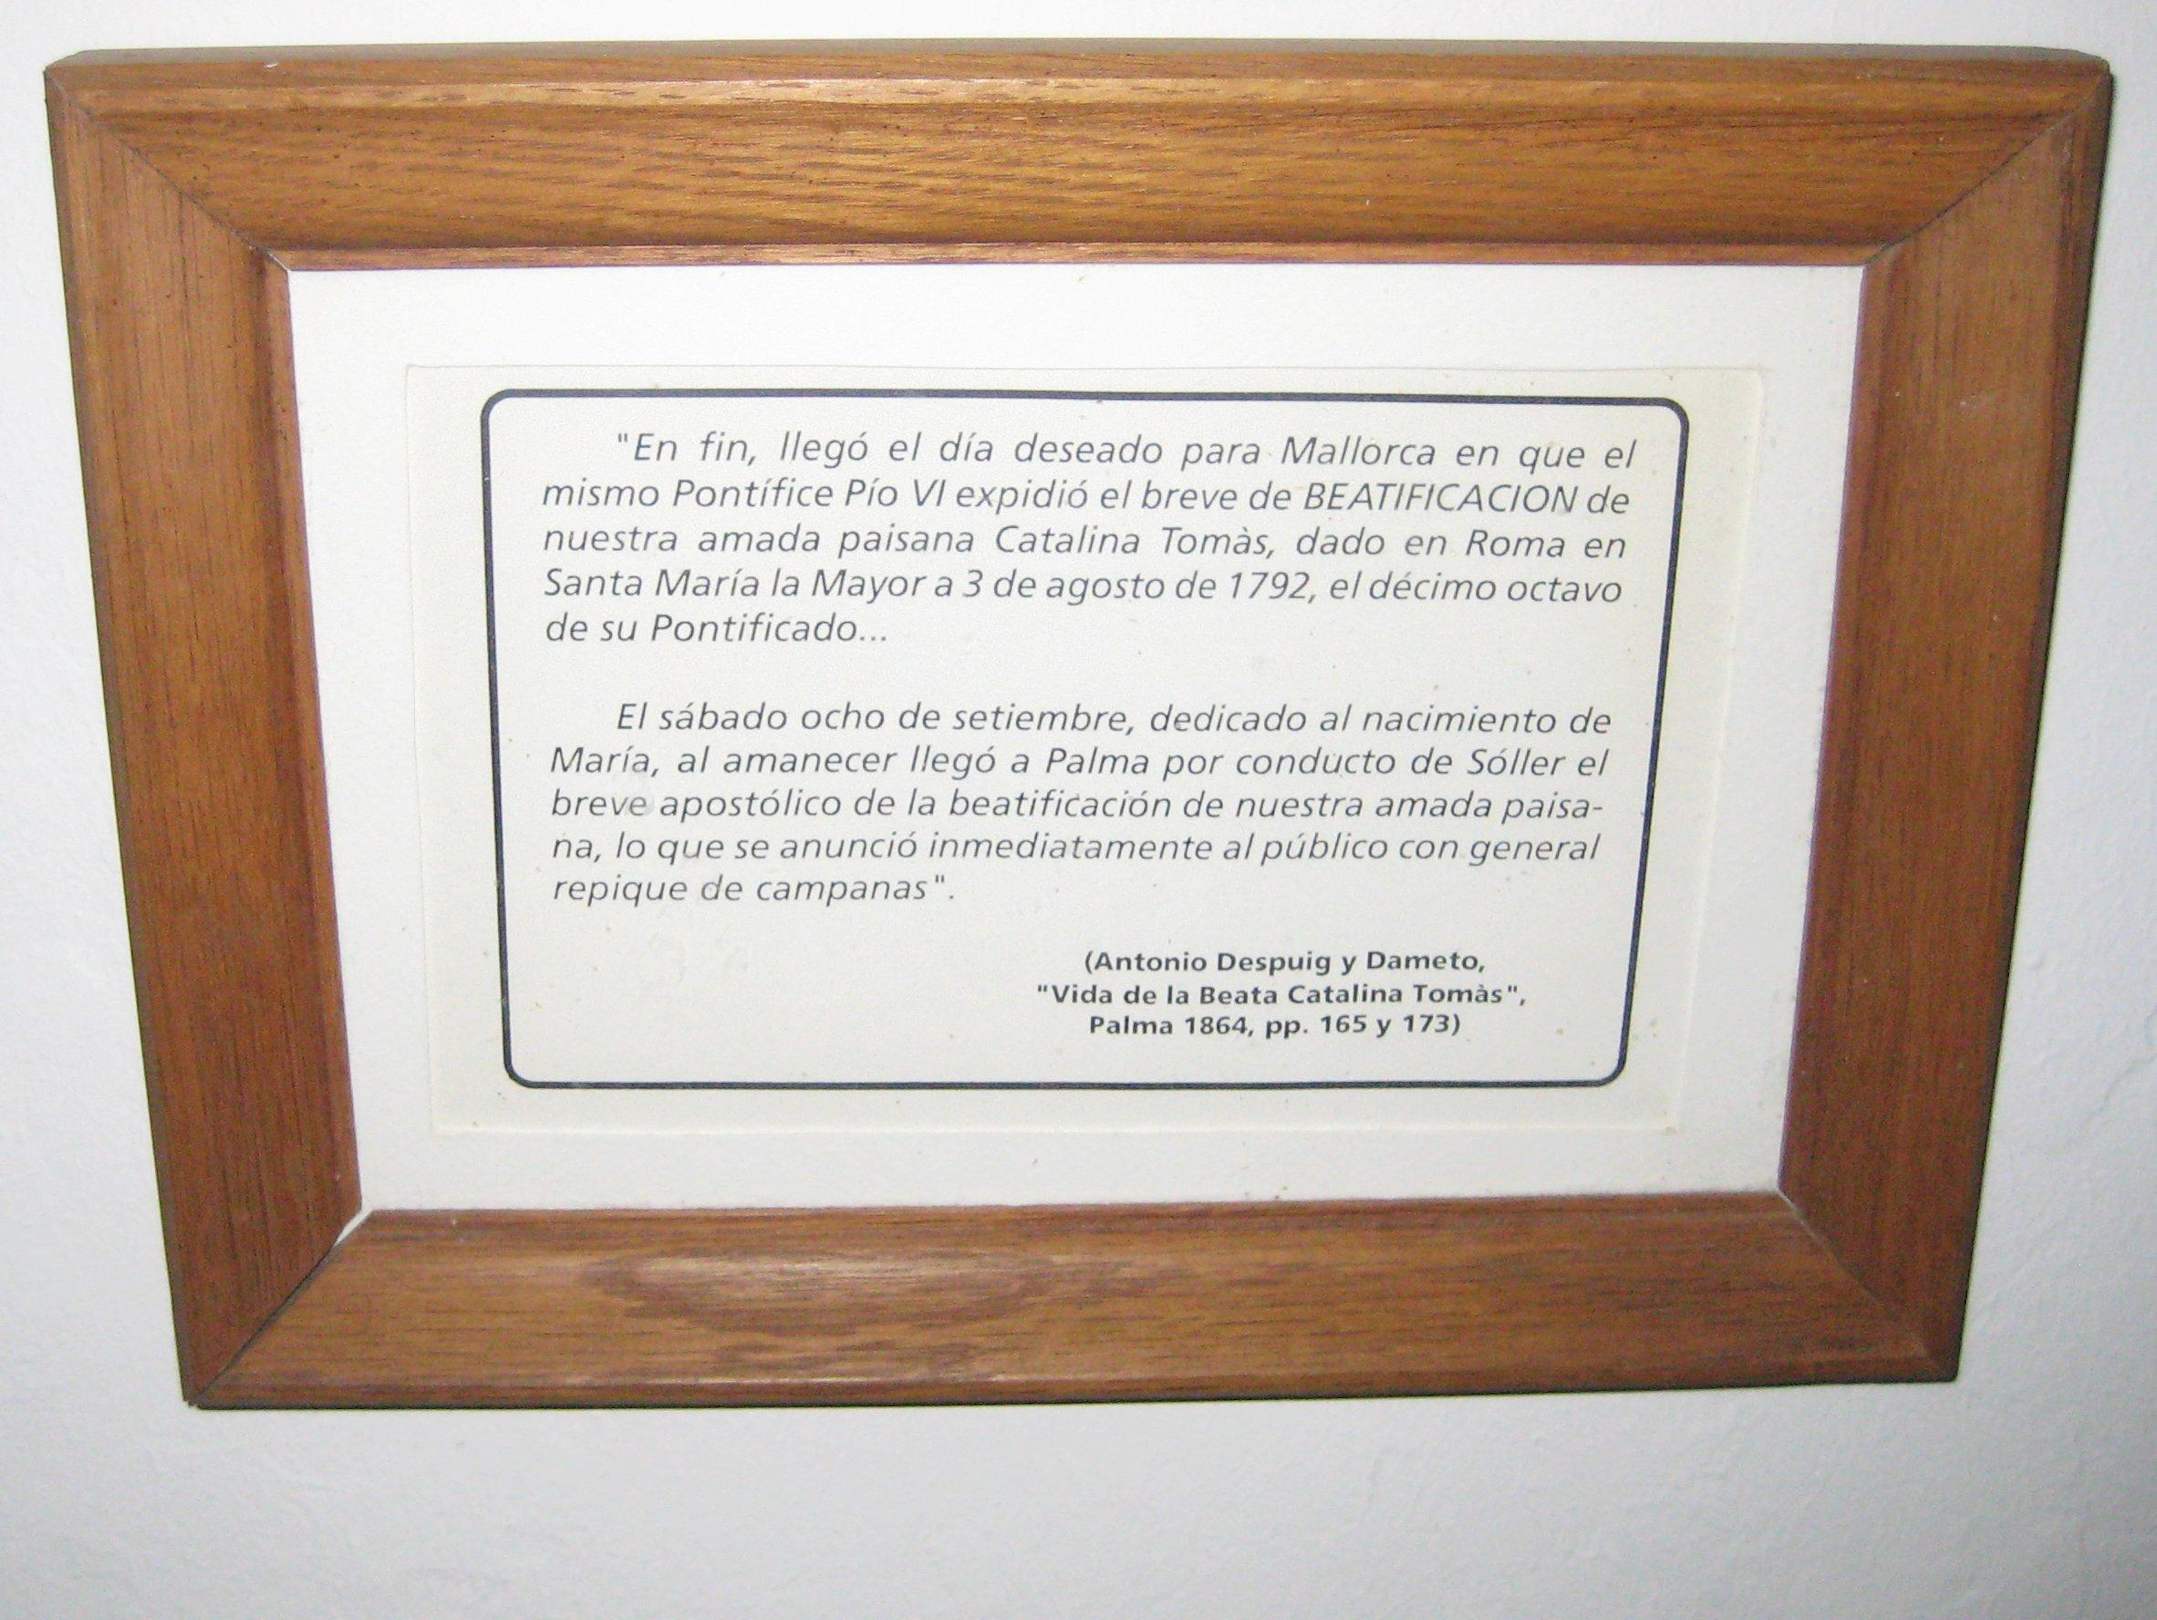 "En fin, llegó el día deseado para Mallorca en que el
mismo Pontífice Pío VI expidió el breve de BEATIFICACION de
nuestra amada paisana Catalina Tomàs, dado en Roma en
Santa María la Mayor a 3 de agosto de 1792, el décimo octavo
de su Pontificado...
El sábado ocho de setiembre, dedicado al nacimiento de
María, al amanecer llegó a Palma por conducto de Sóller el
breve apostólico de la beatificación de nuestra amada paisa-
na, lo que se anunció inmediatamente al público con general
repique de campanas".
(Antonio Despuig y Dameto,
"Vida de la Beata Catalina Tomàs",
Palma 1864, pp. 165 y 173)